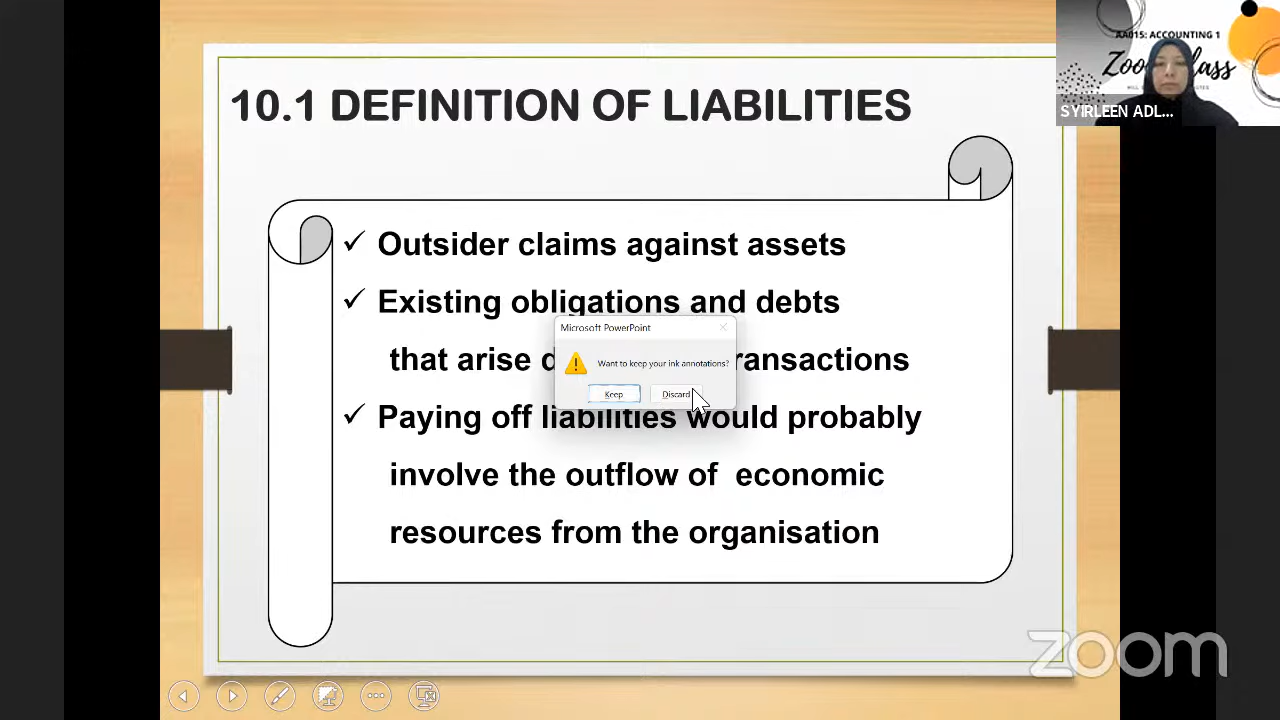 10.1 DEFINITION OF LIABILITIES
AA015: ACCOUNTING 1
SYIRLEEN ADL...
✓ Outsider claims against assets
✓ Existing obligations and debts
that arise d
ransactions
✓ Paying off liabilities would probably
involve the outflow of economic
resources from the organisation
Microsoft PowerPoint
Want to keep your ink annotations?
Keep
Discard
zoom